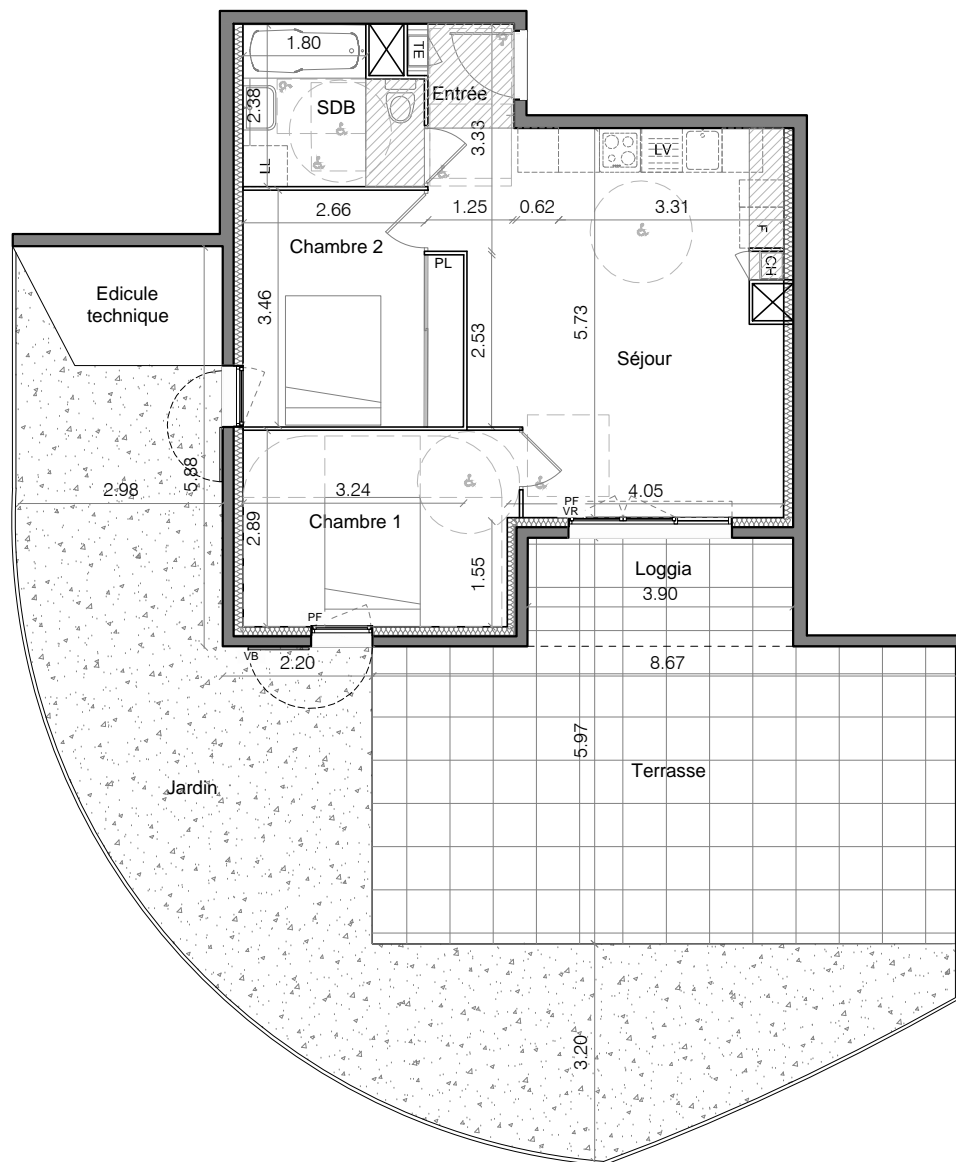 1.80
TE
Entrée
SDB
2.38
3.33
LL
LV
2.66
1.25
0.62
3.31
F
Chambre 2
PL
CH
Edicule
technique
3.46
2.53
5.73
Séjour
5.88
2.98
3.24
4.05
PF
VR
2.89
Chambre 1
1.55
Loggia
3.90
PF
VB
2.20
8.67
5.97
Terrasse
Jardin
3.20